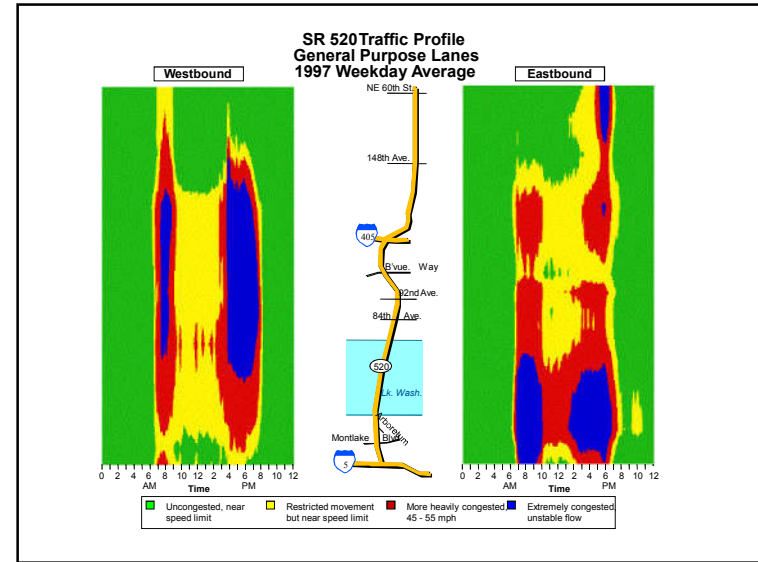 SR 520Traffic Profile
General Purpose Lanes
1997 Weekday Average
Westbound
Eastbound
NE 60th St.
148th Ave.
405
B'vue. Way
92nd Ave.
84th Ave.
520
Lk. Wash.
Arboretum
Montlake Blvd.
5
0 2 4 6 8 10 12 2 4 6 8 10 12
AM Time PM
0 2 4 6 8 10 12 2 4 6 8 10 12
AM Time PM
Uncongested, near
speed limit
Restricted movement
but near speed limit
More heavily congested,
45 - 55 mph
Extremely congested,
unstable flow